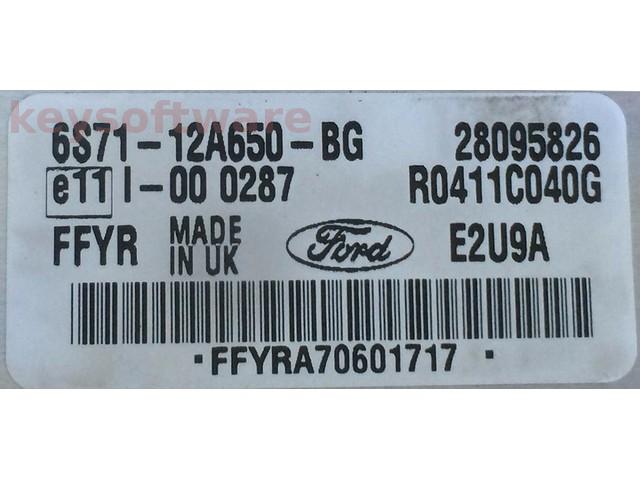 keysoftware
6S71-12A650-BG 28095826
e11 I-00 0287 R0411C040G
FFYR MADE IN UK Ford E2U9A
·FFYRA70601717·